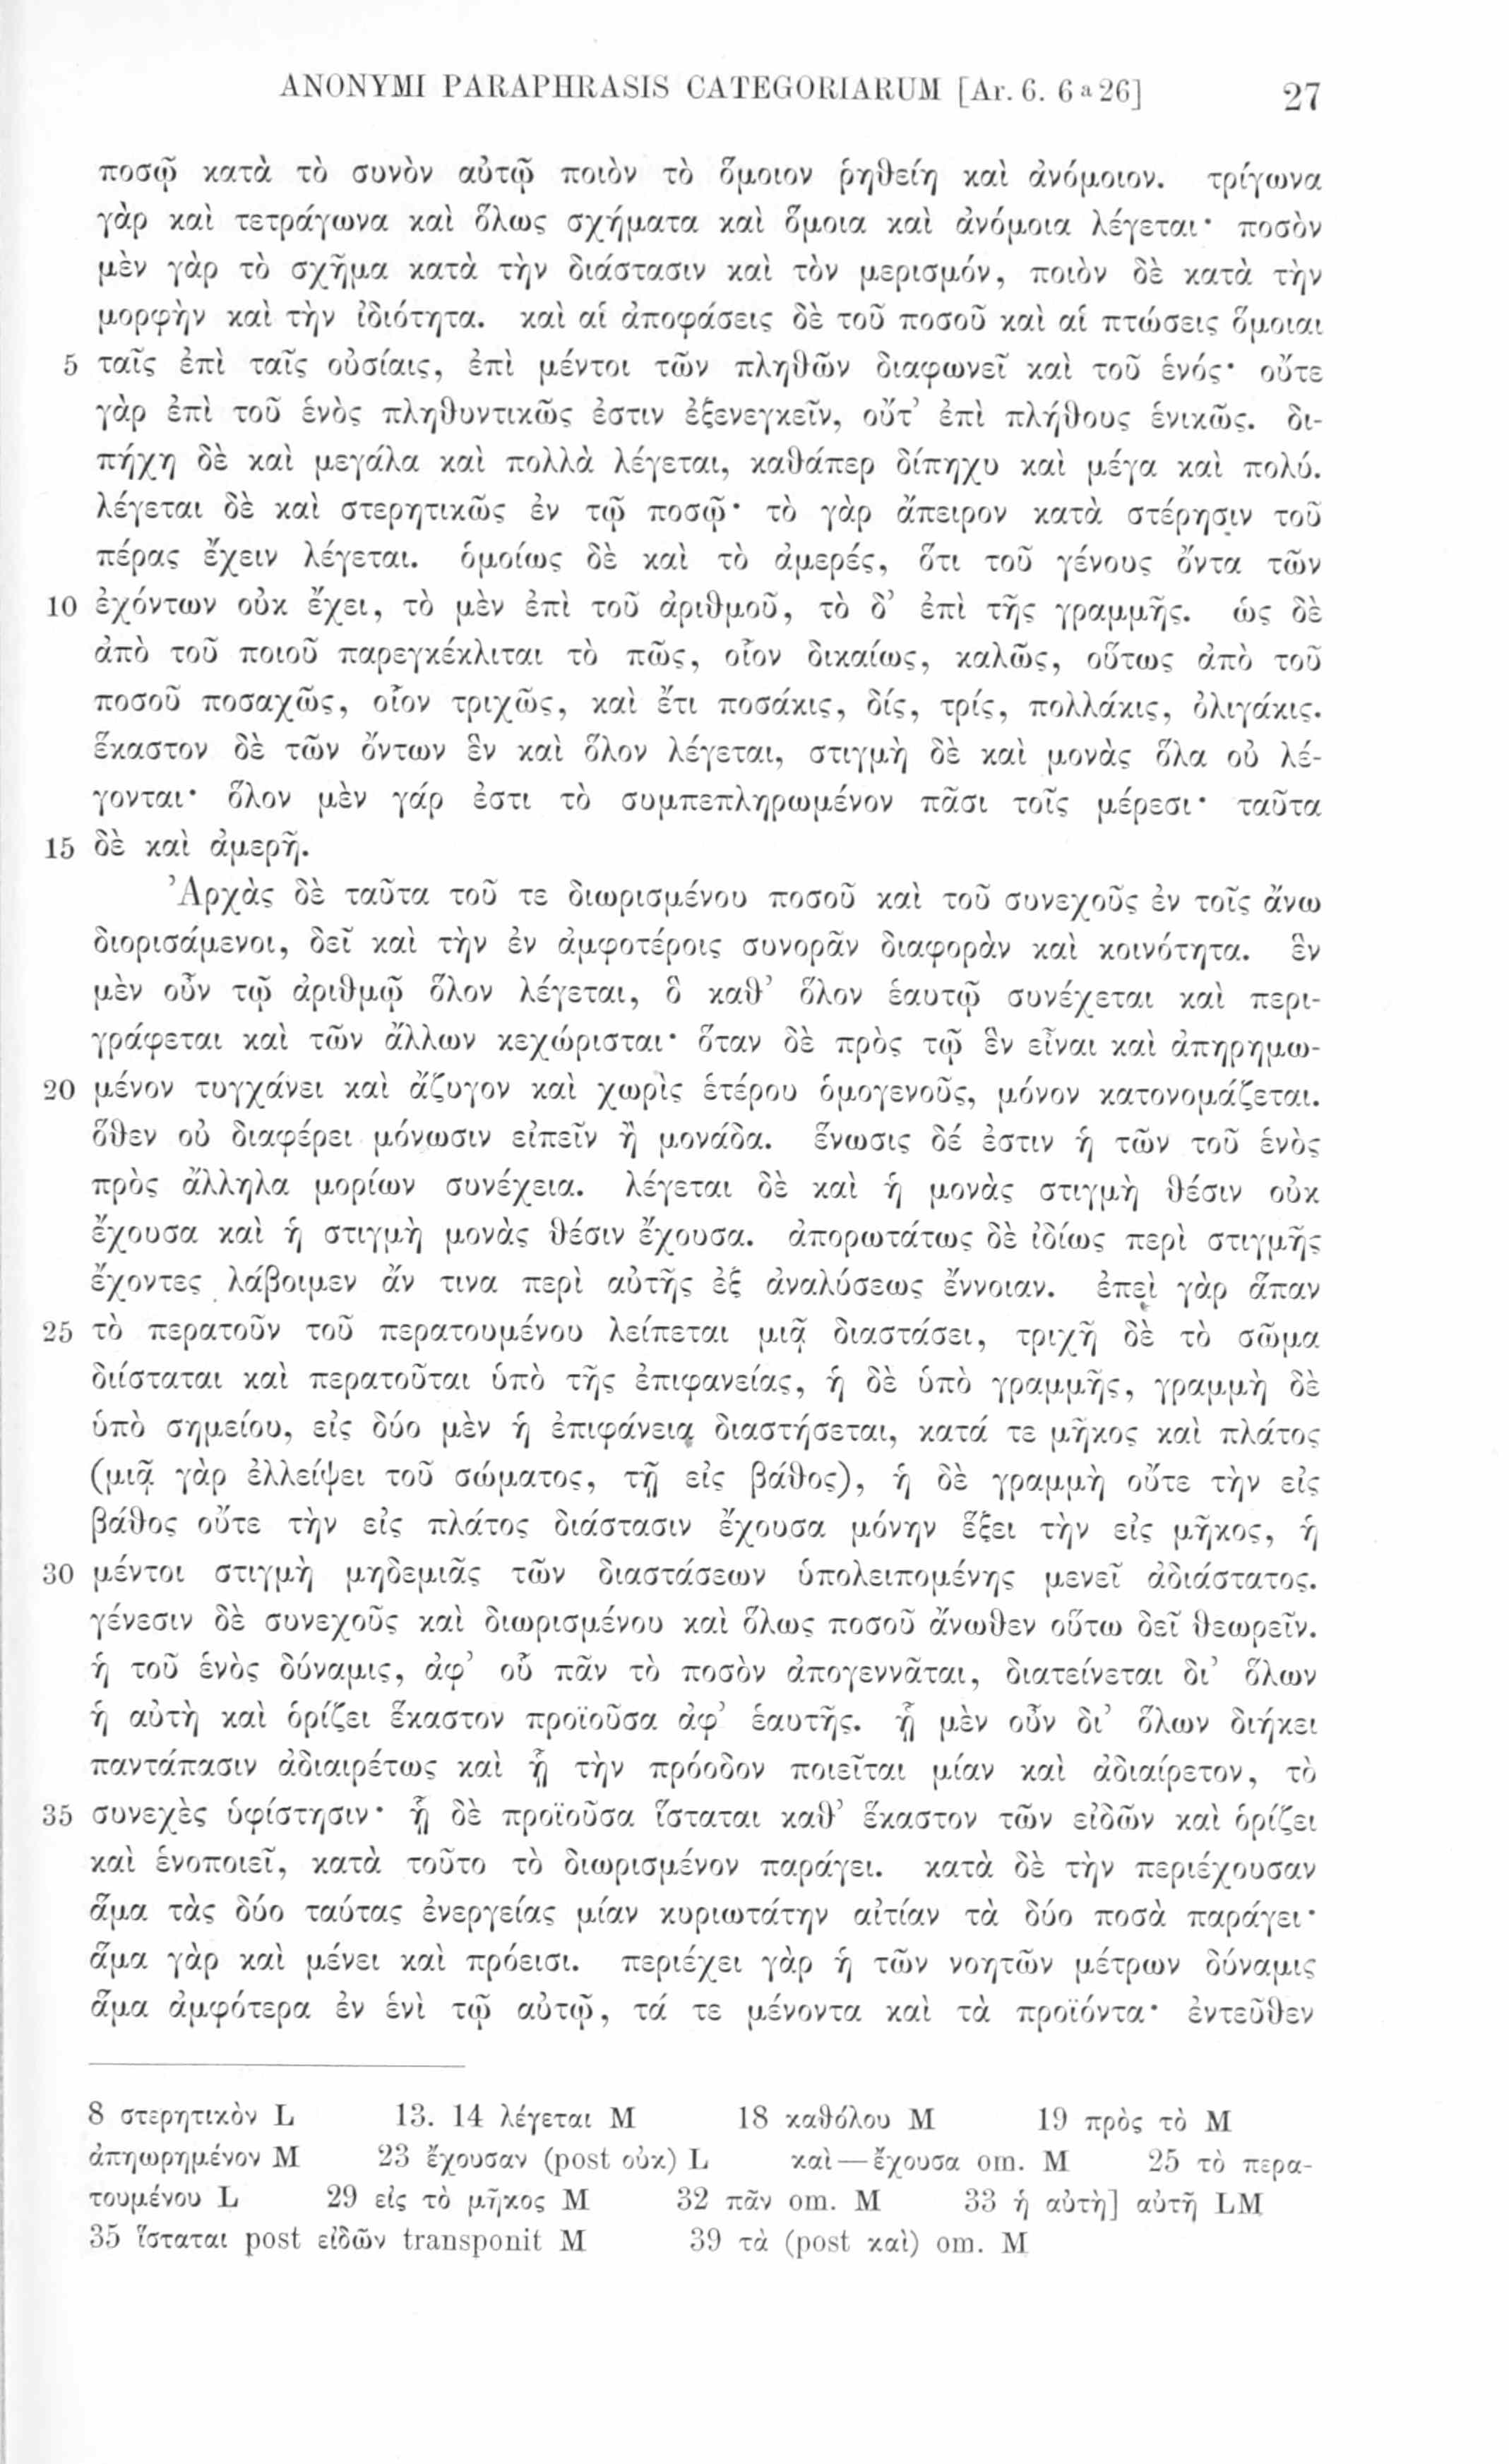 ANONYMI PARAPHRASIS CATEGORIARUM [Ar. 6. 6 a 26] 27
ποσῷ κατὰ τὸ συνὸν αὐτῷ ποιὸν τὸ ὅμοιον ῥηθείη καὶ ἀνόμοιον. τρίγωνα
γὰρ καὶ τετράγωνα καὶ ὅλως σχήματα καὶ ὅμοια καὶ ἀνόμοια λέγεται· ποσὸν
μὲν γὰρ τὸ σχῆμα κατὰ τὴν διάστασιν καὶ τὸν μερισμόν, ποιὸν δὲ κατὰ τὴν
μορφὴν καὶ τὴν ἰδιότητα. καὶ αἱ ἀποφάσεις δὲ τοῦ ποσοῦ καὶ αἱ πτώσεις ὅμοιαι
5 ταῖς ἐπὶ ταῖς οὐσίαις, ἐπὶ μέντοι τῶν πληθῶν διαφωνεῖ καὶ τοῦ ἑνός· οὔτε
γὰρ ἐπὶ τοῦ ἑνὸς πληθυντικῶς ἐστιν ἐξενεγκεῖν, οὔτ’ ἐπὶ πλήθους ἑνικῶς. δι-
πήχη δὲ καὶ μεγάλα καὶ πολλὰ λέγεται, καθάπερ δίπηχυ καὶ μέγα καὶ πολύ.
λέγεται δὲ καὶ στερητικῶς ἐν τῷ ποσῷ· τὸ γὰρ ἄπειρον κατὰ στέρησιν τοῦ
πέρας ἔχειν λέγεται. ὁμοίως δὲ καὶ τὸ ἀμερές, ὅτι τοῦ γένους ὄντα τῶν
10 ἐχόντων οὐκ ἔχει, τὸ μὲν ἐπὶ τοῦ ἀριθμοῦ, τὸ δ’ ἐπὶ τῆς γραμμῆς. ὡς δὲ
ἀπὸ τοῦ ποιοῦ παρεγκέκλιται τὸ πῶς, οἷον δικαίως, καλῶς, οὕτως ἀπὸ τοῦ
ποσοῦ ποσαχῶς, οἷον τριχῶς, καὶ ἔτι ποσάκις, δίς, τρίς, πολλάκις, ὀλιγάκις.
ἕκαστον δὲ τῶν ὄντων ἓν καὶ ὅλον λέγεται, στιγμὴ δὲ καὶ μονὰς ὅλα οὐ λέ-
γονται· ὅλον μὲν γάρ ἐστι τὸ συμπεπληρωμένον πᾶσι τοῖς μέρεσι· ταῦτα
15 δὲ καὶ ἀμερῆ.
Ἀρχὰς δὲ ταῦτα τοῦ τε διωρισμένου ποσοῦ καὶ τοῦ συνεχοῦς ἐν τοῖς ἄνω
διορισάμενοι, δεῖ καὶ τὴν ἐν ἀμφοτέροις συνορᾶν διαφορὰν καὶ κοινότητα. ἓν
μὲν οὖν τῷ ἀριθμῷ ὅλον λέγεται, ὃ καθ’ ὅλον ἑαυτῷ συνέχεται καὶ περι-
γράφεται καὶ τῶν ἄλλων κεχώρισται· ὅταν δὲ πρὸς τῷ ἓν εἶναι καὶ ἀπηρημω-
20 μένον τυγχάνει καὶ ἄζυγον καὶ χωρὶς ἑτέρου ὁμογενοῦς, μόνον κατονομάζεται.
ὅθεν οὐ διαφέρει μόνωσιν εἰπεῖν ἢ μονάδα. ἕνωσις δέ ἐστιν ἡ τῶν τοῦ ἑνὸς
πρὸς ἄλληλα μορίων συνέχεια. λέγεται δὲ καὶ ἡ μονὰς στιγμὴ θέσιν οὐκ
ἔχουσα καὶ ἡ στιγμὴ μονὰς θέσιν ἔχουσα. ἀπορωτάτως δὲ ἰδίως περὶ στιγμῆς
ἔχοντες λάβοιμεν ἄν τινα περὶ αὐτῆς ἐξ ἀναλύσεως ἔννοιαν. ἐπεὶ γὰρ ἅπαν
25 τὸ περατοῦν τοῦ περατουμένου λείπεται μιᾷ διαστάσει, τριχῇ δὲ τὸ σῶμα
διίσταται καὶ περατοῦται ὑπὸ τῆς ἐπιφανείας, ἡ δὲ ὑπὸ γραμμῆς, γραμμὴ δὲ
ὑπὸ σημείου, εἰς δύο μὲν ἡ ἐπιφάνεια διαστήσεται, κατά τε μῆκος καὶ πλάτος
(μιᾷ γὰρ ἐλλείψει τοῦ σώματος, τῇ εἰς βάθος), ἡ δὲ γραμμὴ οὔτε τὴν εἰς
βάθος οὔτε τὴν εἰς πλάτος διάστασιν ἔχουσα μόνην ἕξει τὴν εἰς μῆκος, ἡ
30 μέντοι στιγμὴ μηδεμιᾶς τῶν διαστάσεων ὑπολειπομένης μενεῖ ἀδιάστατος.
γένεσιν δὲ συνεχοῦς καὶ διωρισμένου καὶ ὅλως ποσοῦ ἄνωθεν οὕτω δεῖ θεωρεῖν.
ἡ τοῦ ἑνὸς δύναμις, ἀφ’ οὗ πᾶν τὸ ποσὸν ἀπογεννᾶται, διατείνεται δι’ ὅλων
ἡ αὐτὴ καὶ ὁρίζει ἕκαστον προϊοῦσα ἀφ’ ἑαυτῆς. ᾗ μὲν οὖν δι’ ὅλων διήκει
παντάπασιν ἀδιαιρέτως καὶ ᾗ τὴν πρόοδον ποιεῖται μίαν καὶ ἀδιαίρετον, τὸ
35 συνεχὲς ὑφίστησιν· ᾗ δὲ προϊοῦσα ἵσταται καθ’ ἕκαστον τῶν εἰδῶν καὶ ὁρίζει
καὶ ἑνοποιεῖ, κατὰ τοῦτο τὸ διωρισμένον παράγει. κατὰ δὲ τὴν περιέχουσαν
ἅμα τὰς δύο ταύτας ἐνεργείας μίαν κυριωτάτην αἰτίαν τὰ δύο ποσὰ παράγει·
ἅμα γὰρ καὶ μένει καὶ πρόεισι. περιέχει γὰρ ἡ τῶν νοητῶν μέτρων δύναμις
ἅμα ἀμφότερα ἐν ἑνὶ τῷ αὐτῷ, τά τε μένοντα καὶ τὰ προϊόντα· ἐντεῦθεν
8 στερητικὸν L 13. 14 λέγεται M 18 καθόλου M 19 πρὸς τὸ M
ἀπηωρημένον M 23 ἔχουσαν (post οὐκ) L καὶ—ἔχουσα om. M 25 τὸ περα-
τουμένου L 29 εἰς τὸ μῆκος M 32 πᾶν om. M 33 ἡ αὐτὴ] αὐτῆ LM
35 ἵσταται post εἰδῶν transponit M 39 τὰ (post καὶ) om. M